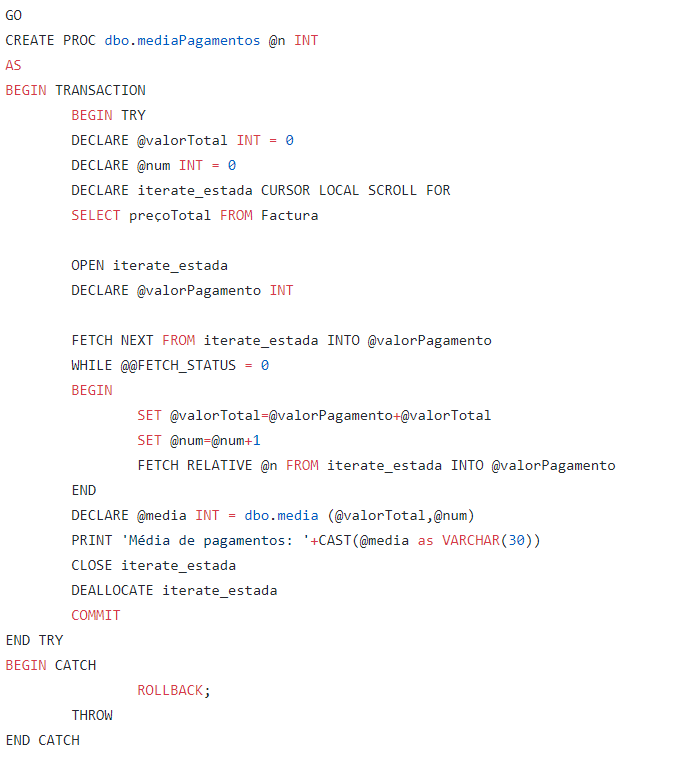 GO
CREATE PROC dbo.mediaPagamentos @n INT
AS
BEGIN TRANSACTION
BEGIN TRY
DECLARE @valorTotal INT = 0
DECLARE @num INT = 0
DECLARE iterate_estada CURSOR LOCAL SCROLL FOR
SELECT preçoTotal FROM Factura
OPEN iterate_estada
DECLARE @valorPagamento INT
FETCH NEXT FROM iterate_estada INTO @valorPagamento
WHILE @@FETCH_STATUS = 0
BEGIN
SET @valorTotal=@valorPagamento+@valorTotal
SET @num=@num+1
FETCH RELATIVE @n FROM iterate_estada INTO @valorPagamento
END
DECLARE @media INT = dbo.media (@valorTotal,@num)
PRINT 'Média de pagamentos: '+CAST(@media as VARCHAR(30))
CLOSE iterate_estada
DEALLOCATE iterate_estada
COMMIT
END TRY
BEGIN CATCH
ROLLBACK;
THROW
END CATCH